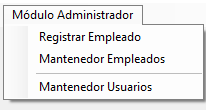 Módulo Administrador
Registrar Empleado
Mantenedor Empleados
Mantenedor Usuarios